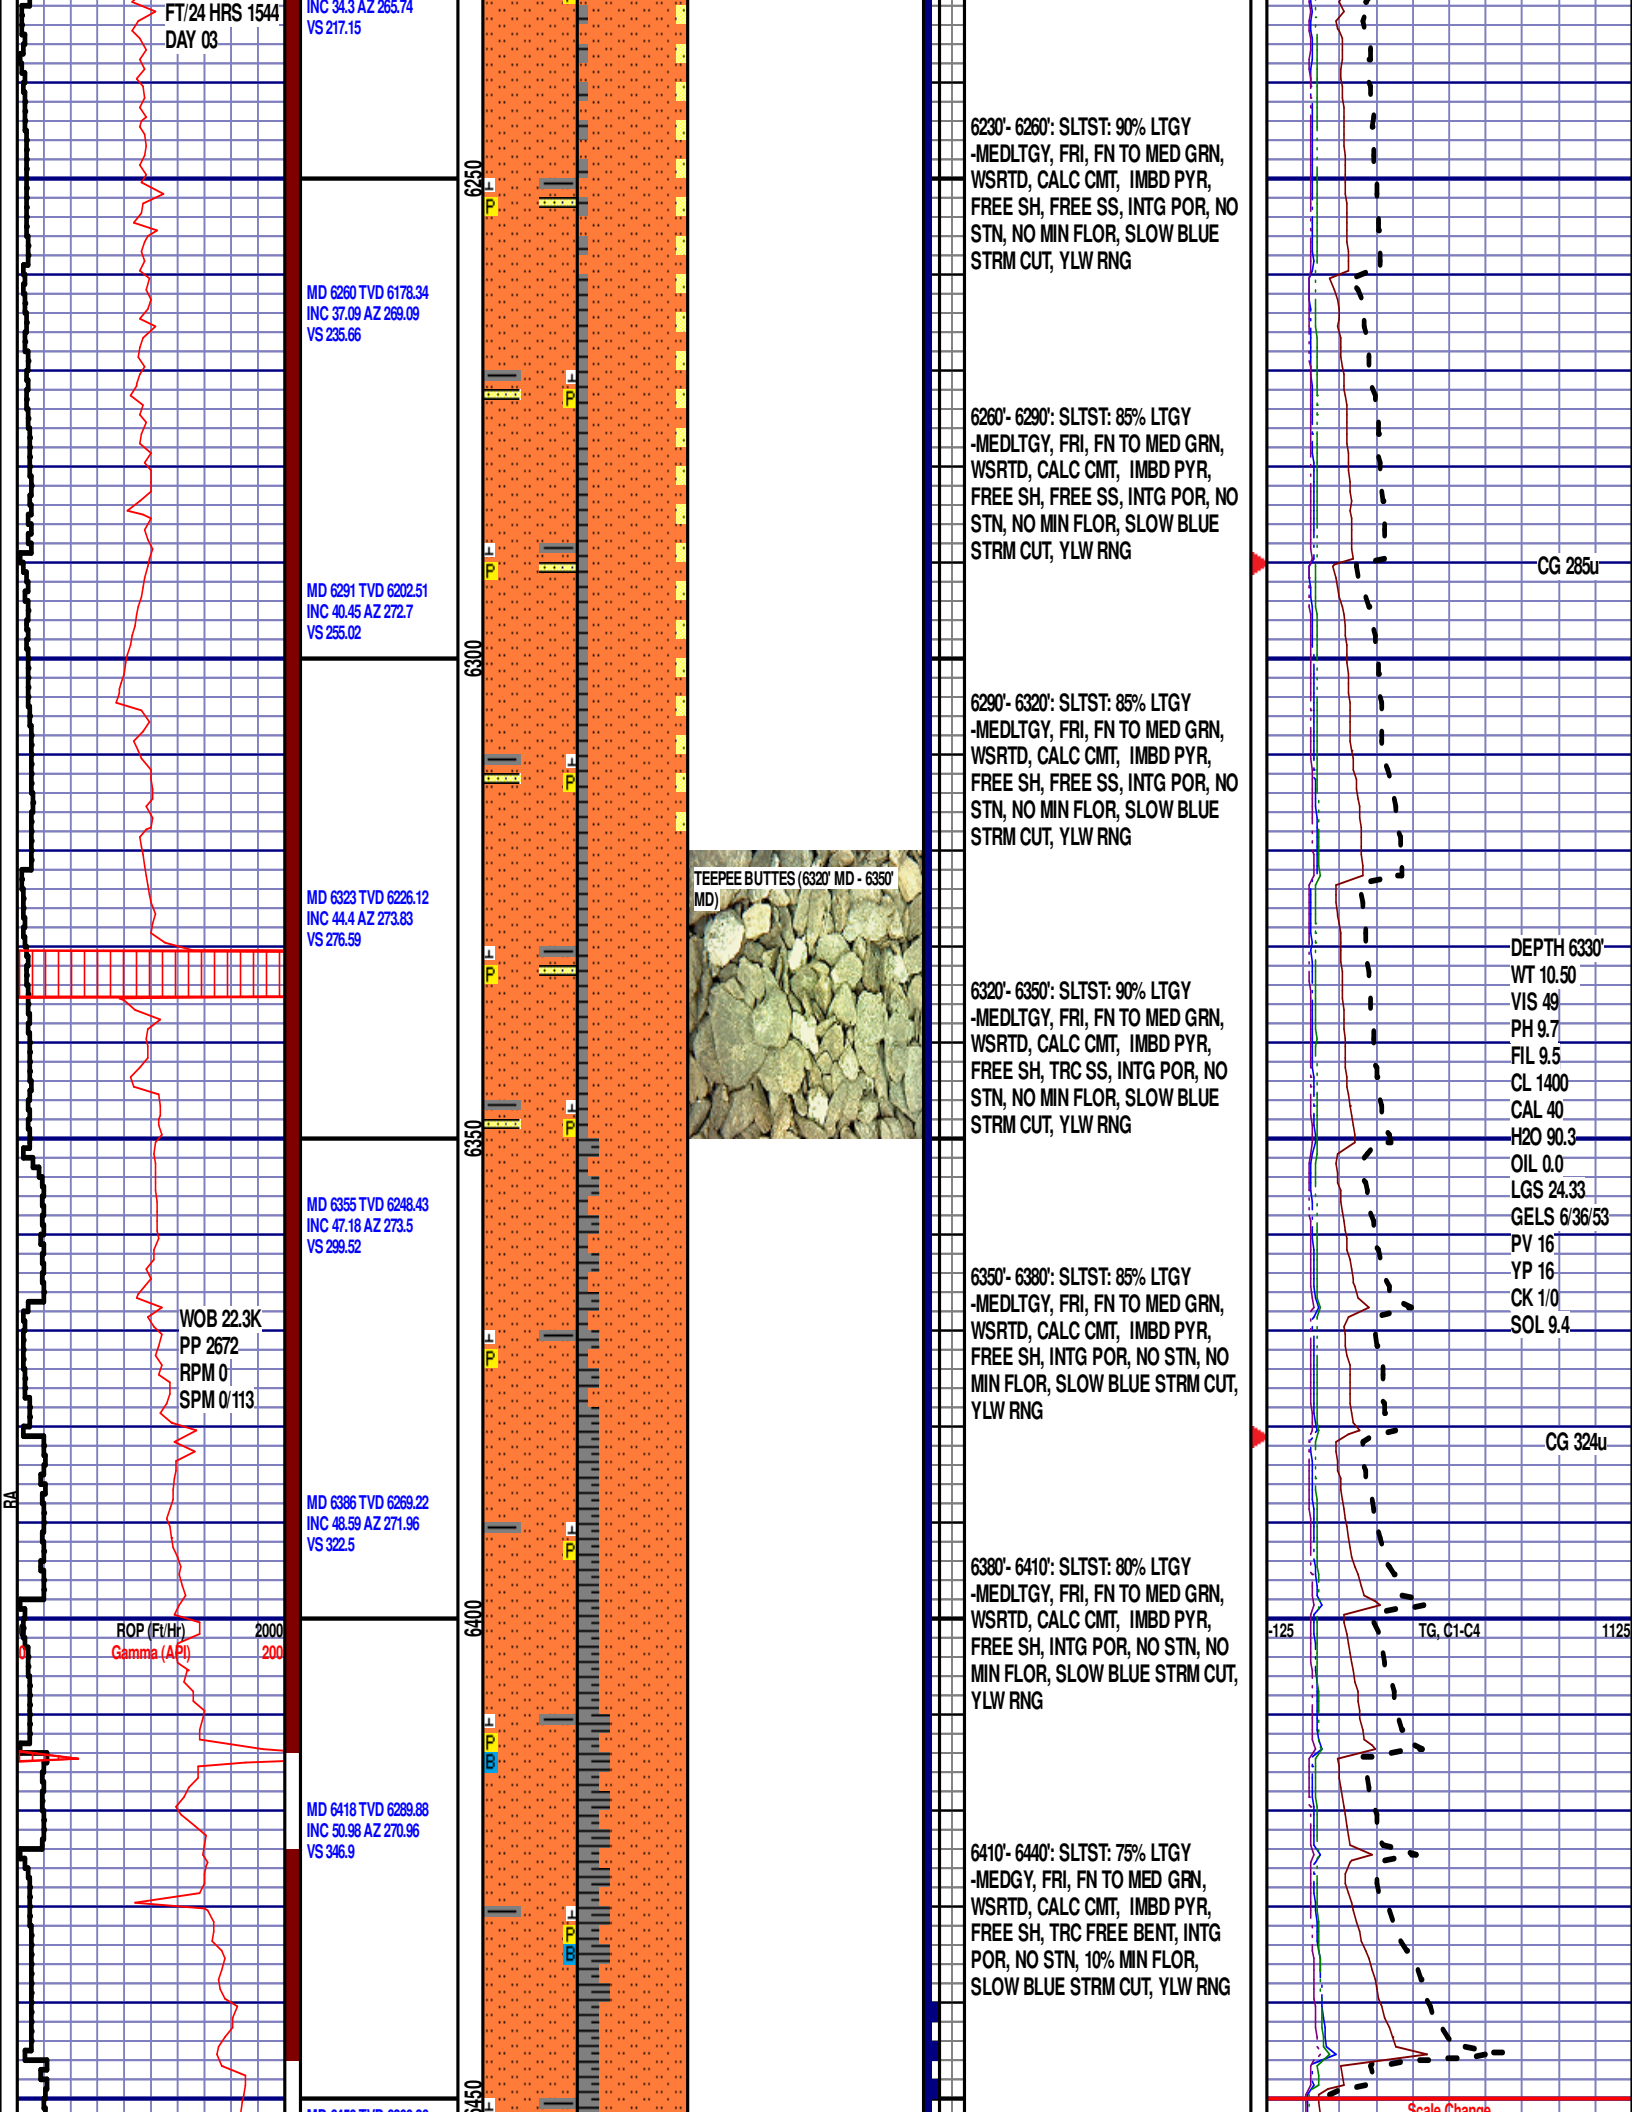 FT/24 HRS 1544
DAY 03
INC 34.3 AZ 265.74
VS 217.15
6250
MD 6260 TVD 6178.34
INC 37.09 AZ 269.09
VS 235.66
MD 6291 TVD 6202.51
INC 40.45 AZ 272.7
VS 255.02
6300
MD 6323 TVD 6226.12
INC 44.4 AZ 273.83
VS 276.59
6350
MD 6355 TVD 6248.43
INC 47.18 AZ 273.5
VS 299.52
WOB 22.3K
PP 2672
RPM 0
SPM 0/113
RA
MD 6386 TVD 6269.22
INC 48.59 AZ 271.96
VS 322.5
6400
ROP (Ft/Hr) 2000
0 Gamma (API) 200
MD 6418 TVD 6289.88
INC 50.98 AZ 270.96
VS 346.9
6450
P
P
P
P
P
P
P
P
P
B
P
B
TEEPEE BUTTES (6320' MD - 6350'
MD)
6230'- 6260': SLTST: 90% LTGY
-MEDLTGY, FRI, FN TO MED GRN,
WSRTD, CALC CMT, IMBD PYR,
FREE SH, FREE SS, INTG POR, NO
STN, NO MIN FLOR, SLOW BLUE
STRM CUT, YLW RNG
6260'- 6290': SLTST: 85% LTGY
-MEDLTGY, FRI, FN TO MED GRN,
WSRTD, CALC CMT, IMBD PYR,
FREE SH, FREE SS, INTG POR, NO
STN, NO MIN FLOR, SLOW BLUE
STRM CUT, YLW RNG
6290'- 6320': SLTST: 85% LTGY
-MEDLTGY, FRI, FN TO MED GRN,
WSRTD, CALC CMT, IMBD PYR,
FREE SH, FREE SS, INTG POR, NO
STN, NO MIN FLOR, SLOW BLUE
STRM CUT, YLW RNG
6320'- 6350': SLTST: 90% LTGY
-MEDLTGY, FRI, FN TO MED GRN,
WSRTD, CALC CMT, IMBD PYR,
FREE SH, TRC SS, INTG POR, NO
STN, NO MIN FLOR, SLOW BLUE
STRM CUT, YLW RNG
6350'- 6380': SLTST: 85% LTGY
-MEDLTGY, FRI, FN TO MED GRN,
WSRTD, CALC CMT, IMBD PYR,
FREE SH, INTG POR, NO STN, NO
MIN FLOR, SLOW BLUE STRM CUT,
YLW RNG
6380'- 6410': SLTST: 80% LTGY
-MEDLTGY, FRI, FN TO MED GRN,
WSRTD, CALC CMT, IMBD PYR,
FREE SH, INTG POR, NO STN, NO
MIN FLOR, SLOW BLUE STRM CUT,
YLW RNG
6410'- 6440': SLTST: 75% LTGY
-MEDGY, FRI, FN TO MED GRN,
WSRTD, CALC CMT, IMBD PYR,
FREE SH, TRC FREE BENT, INTG
POR, NO STN, 10% MIN FLOR,
SLOW BLUE STRM CUT, YLW RNG
CG 285u
DEPTH 6330'
WT 10.50
VIS 49
PH 9.7
FIL 9.5
CL 1400
CAL 40
H2O 90.3
OIL 0.0
LGS 24.33
GELS 6/36/53
PV 16
YP 16
CK 1/0
SOL 9.4
CG 324u
-125 TG, C1-C4 1125
Scale Change